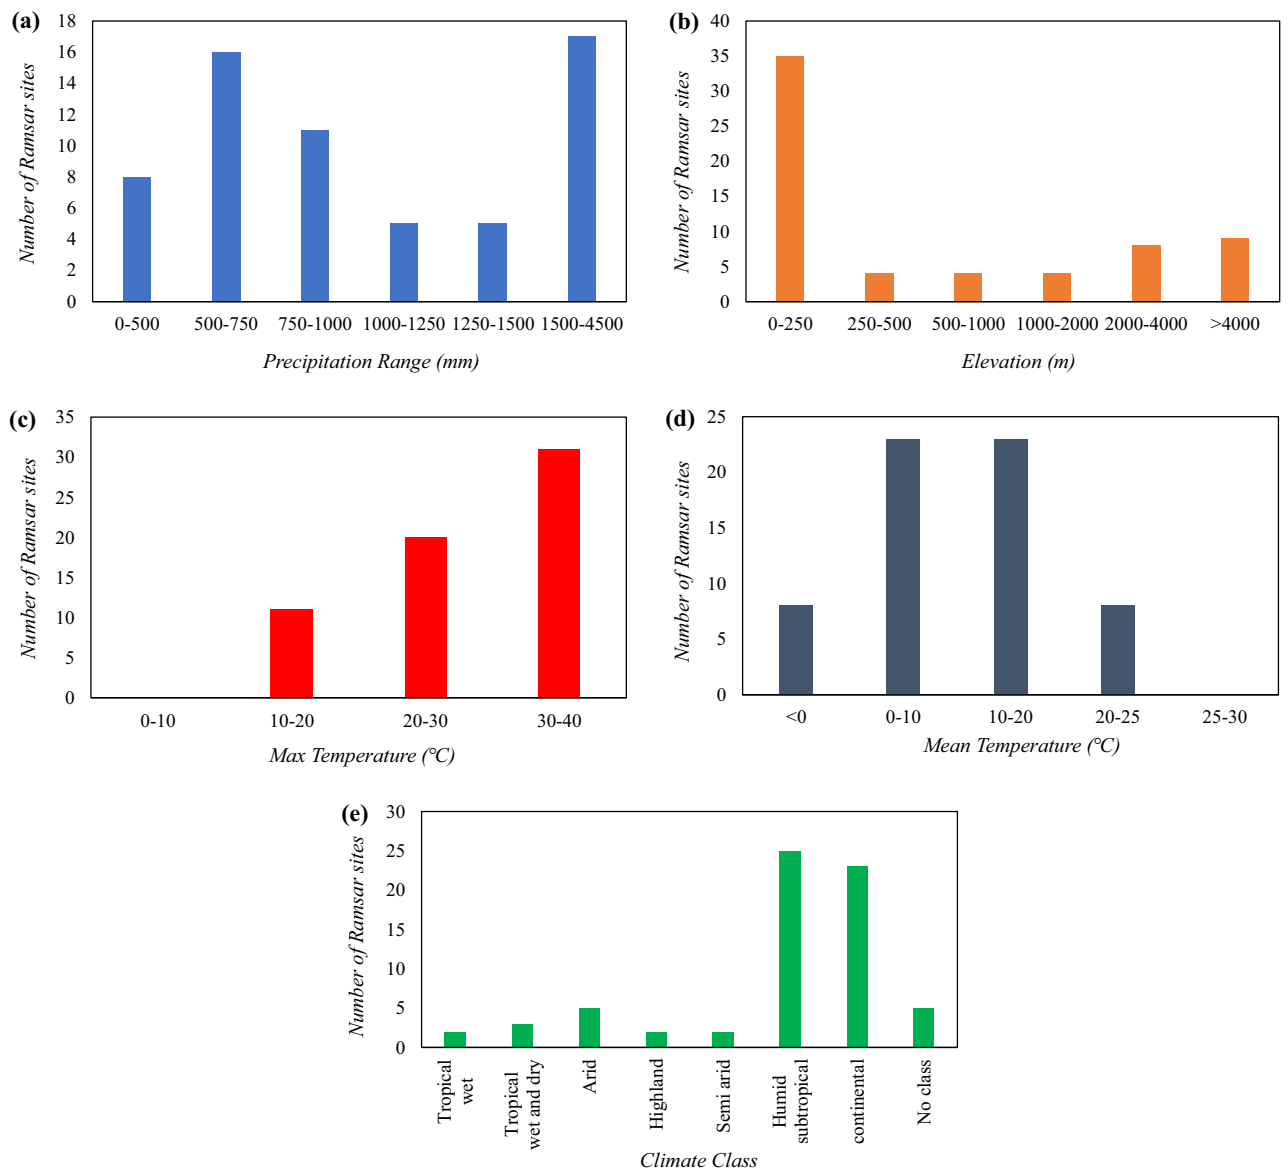 (a)
18
16
14
12
10
8
6
4
2
0
Number of Ramsar sites
0-500 500-750 750-1000 1000-1250 1250-1500 1500-4500
Precipitation Range (mm)
(b)
40
35
30
25
20
15
10
5
0
Number of Ramsar sites
0-250 250-500 500-1000 1000-2000 2000-4000 >4000
Elevation (m)
(c)
35
30
25
20
15
10
5
0
Number of Ramsar sites
0-10 10-20 20-30 30-40
Max Temperature (℃)
(d)
25
20
15
10
5
0
Number of Ramsar sites
<0 0-10 10-20 20-25 25-30
Mean Temperature (℃)
(e)
30
25
20
15
10
5
0
Number of Ramsar sites
Tropical
wet
Tropical
wet and dry
Arid
Highland
Semi arid
Humid
subtropical
continental
No class
Climate Class